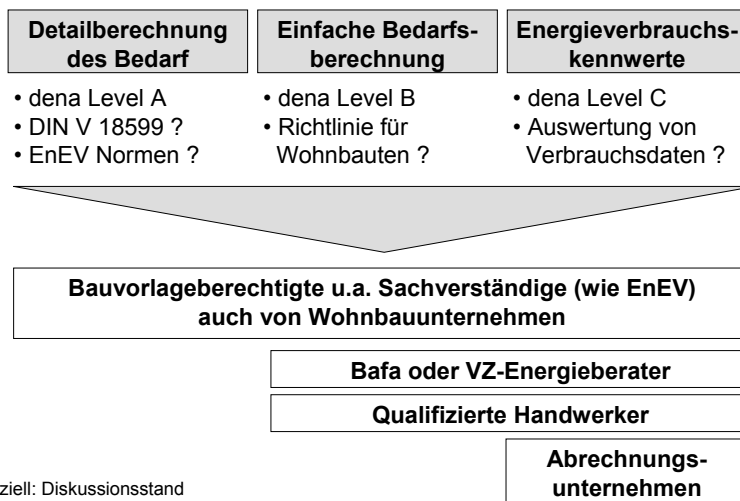 Detailberechnung
des Bedarf
Einfache Bedarfs-
berechnung
Energieverbrauchs-
kennwerte
• dena Level A
• DIN V 18599 ?
• EnEV Normen ?
• dena Level B
• Richtlinie für
Wohnbauten ?
• dena Level C
• Auswertung von
Verbrauchsdaten ?
Bauvorlageberechtigte u.a. Sachverständige (wie EnEV)
auch von Wohnbauunternehmen
Bafa oder VZ-Energieberater
Qualifizierte Handwerker
Abrechnungs-
unternehmen
ziell: Diskussionsstand